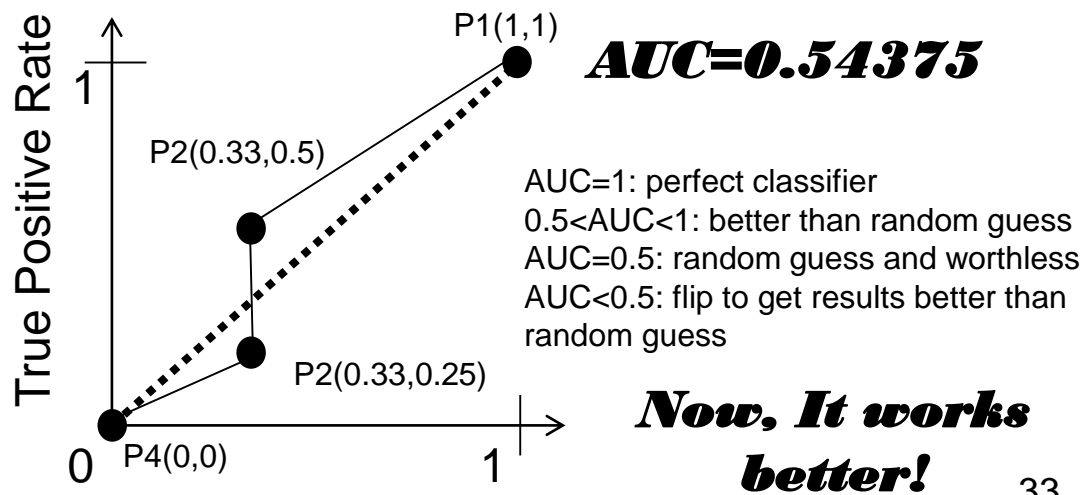 True Positive Rate
P1(1,1)
1
AUC=0.54375
P2(0.33,0.5)
AUC=1: perfect classifier
0.5<AUC<1: better than random guess
AUC=0.5: random guess and worthless
AUC<0.5: flip to get results better than
random guess
P2(0.33,0.25)
Now, It works
better!
0
P4(0,0)
1
33